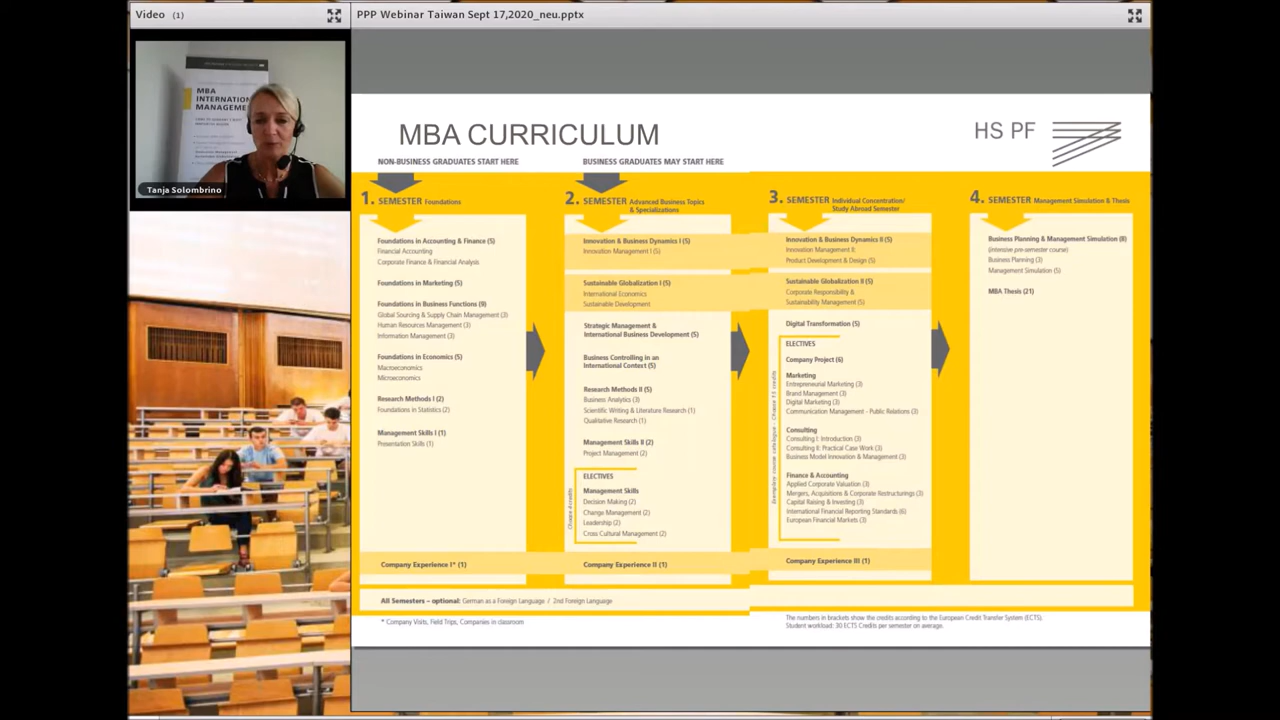 Video (1)
PPP Webinar Taiwan Sept 17,2020_neu.pptx
MBA
INTERNATION
MANAGEME
Tanja Solombrino
MBA CURRICULUM
HS PF
NON-BUSINESS GRADUATES START HERE
BUSINESS GRADUATES MAY START HERE
1. SEMESTER Foundations
Foundations in Accounting & Finance (5)
Financial Accounting
Corporate Finance & Financial Analysis
Foundations in Marketing (5)
Foundations in Business Functions (9)
Global Sourcing & Supply Chain Management (3)
Human Resources Management (3)
Information Management (3)
Foundations in Economics (5)
Macroeconomics
Microeconomics
Research Methods I (2)
Foundations in Statistics (2)
Management Skills I (1)
Presentation Skills (1)
Company Experience I* (1)
2. SEMESTER Advanced Business Topics
& Specializations
Innovation & Business Dynamics I (5)
Innovation Management I (5)
Sustainable Globalization I (5)
International Economics
Sustainable Development
Strategic Management &
International Business Development (5)
Business Controlling in an
International Context (5)
Research Methods II (5)
Business Analytics (3)
Scientific Writing & Literature Research (1)
Qualitative Research (1)
Management Skills II (2)
Project Management (2)
Choose 4 credits
ELECTIVES
Management Skills
Decision Making (2)
Change Management (2)
Leadership (2)
Cross Cultural Management (2)
Company Experience II (1)
3. SEMESTER Individual Concentration/
Study Abroad Semester
Innovation & Business Dynamics II (5)
Innovation Management II:
Product Development & Design (5)
Sustainable Globalization II (5)
Corporate Responsibility &
Sustainability Management (5)
Digital Transformation (5)
Exemplary course catalogue - Choose 13 credits
ELECTIVES
Company Project (6)
Marketing
Entrepreneurial Marketing (3)
Brand Management (3)
Digital Marketing (3)
Communication Management - Public Relations (3)
Consulting
Consulting I: Introduction (3)
Consulting II: Practical Case Work (3)
Business Model Innovation & Management (3)
Finance & Accounting
Applied Corporate Valuation (3)
Mergers, Acquisitions & Corporate Restructurings (3)
Capital Raising & Investing (3)
International Financial Reporting Standards (6)
European Financial Markets (3)
Company Experience III (1)
4. SEMESTER Management Simulation & Thesis
Business Planning & Management Simulation (8)
(intensive pre-semester course)
Business Planning (3)
Management Simulation (5)
MBA Thesis (21)
All Semesters – optional: German as a Foreign Language / 2nd Foreign Language
* Company Visits, Field Trips, Companies in classroom
The numbers in brackets show the credits according to the European Credit Transfer System (ECTS).
Student workload: 30 ECTS Credits per semester on average.